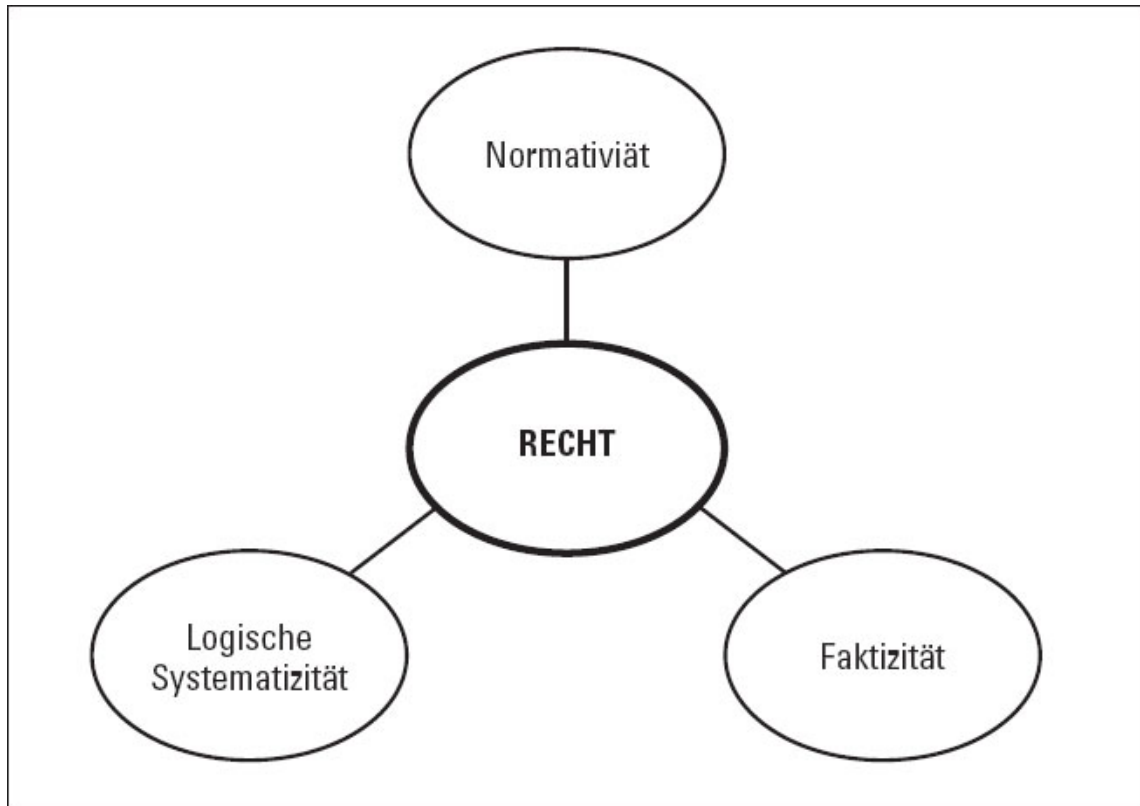 Normativiät
RECHT
Logische
Systematizität
Faktizität